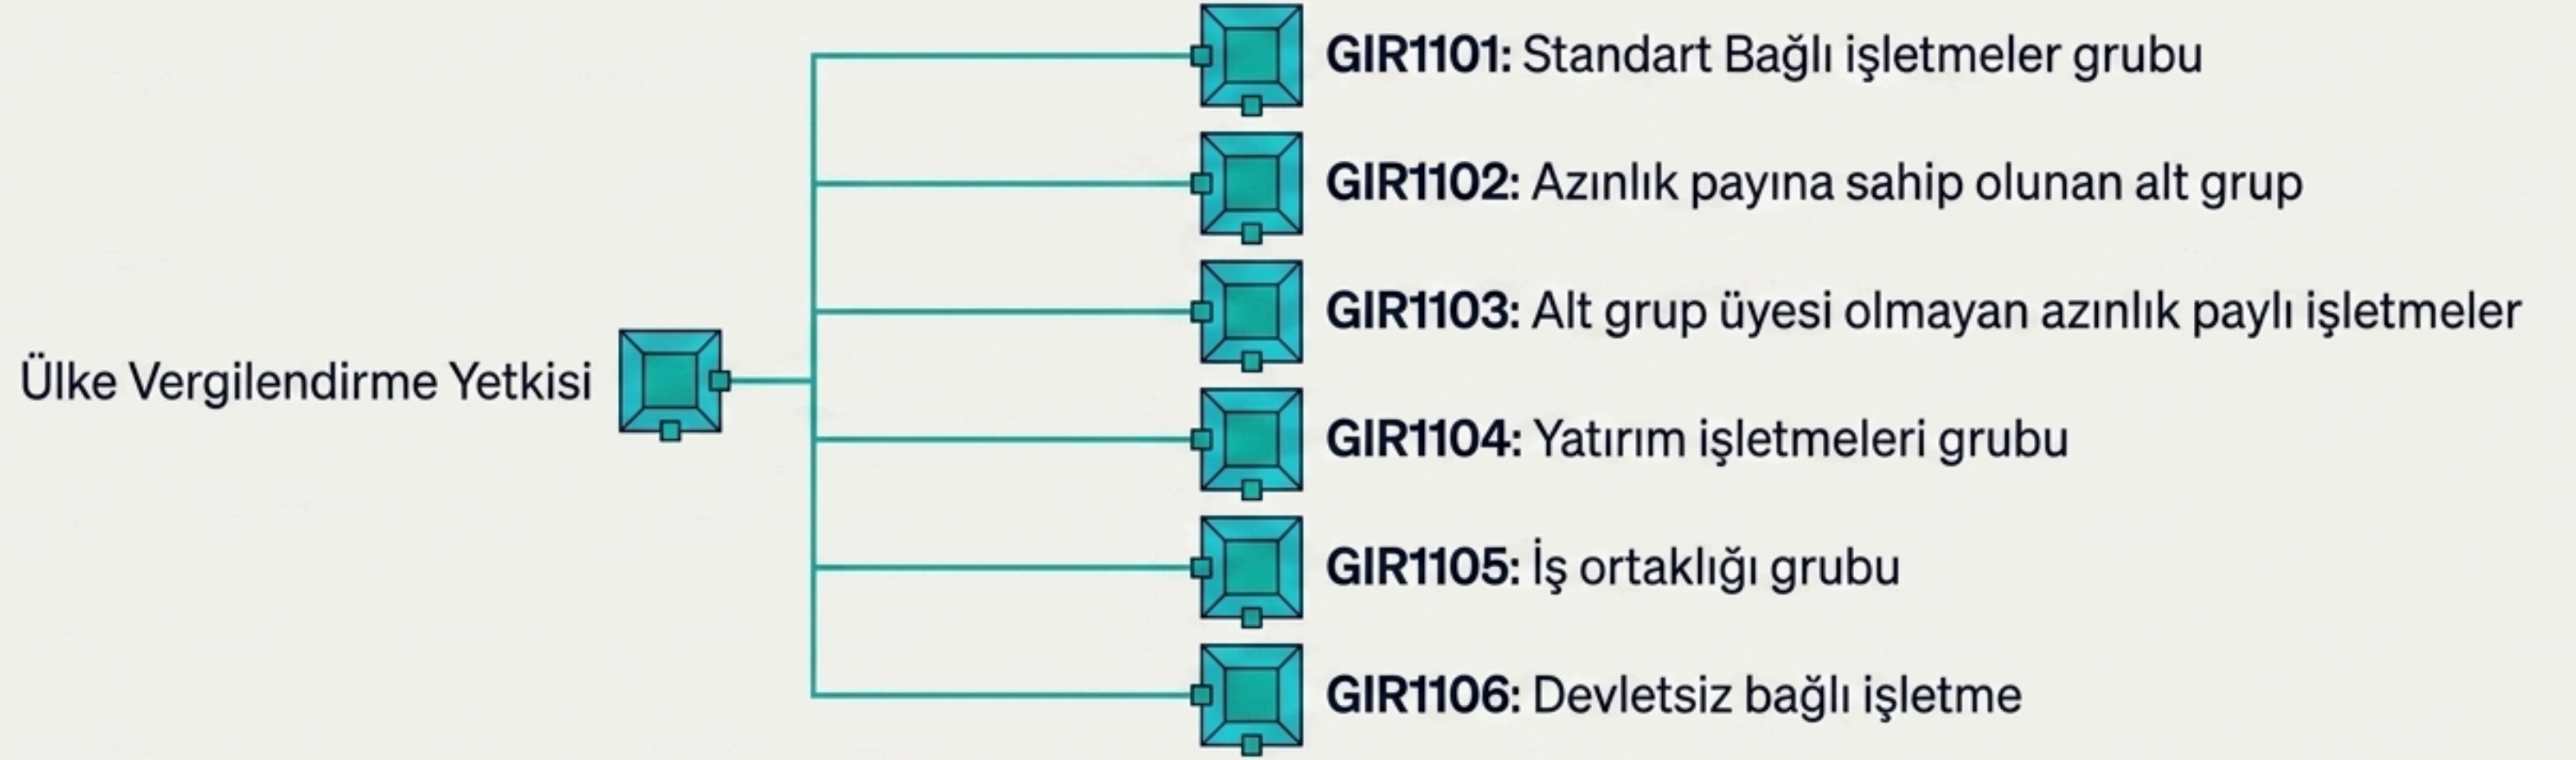 GIR1101: Standart Bağlı işletmeler grubu
GIR1102: Azınlık payına sahip olunan alt grup
GIR1103: Alt grup üyesi olmayan azınlık paylı işletmeler
Ülke Vergilendirme Yetkisi
GIR1104: Yatırım işletmeleri grubu
GIR1105: İş ortaklığı grubu
GIR1106: Devletsiz bağlı işletme